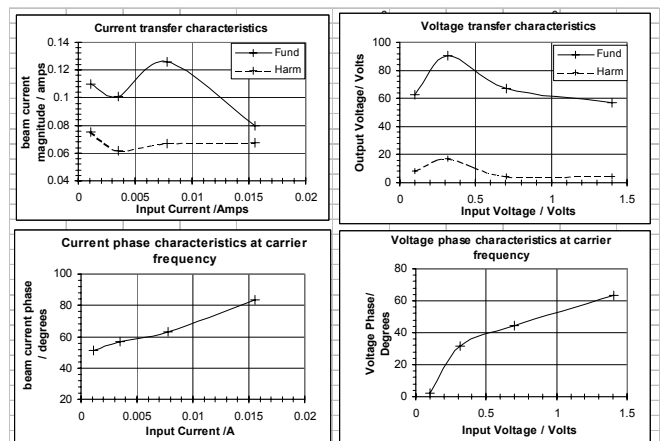 Current transfer characteristics
beam current
magnitude / amps
0.14
0.12
0.1
0.08
0.06
0.04
0
0.005
0.01
0.015
0.02
Input Current /Amps
Fund
Harm
Voltage transfer characteristics
Output Voltage/ Volts
100
80
60
40
20
0
0
0.5
1
1.5
Input Voltage / Volts
Fund
Harm
Current phase characteristics at carrier
frequency
beam current phase
/ degrees
100
80
60
40
20
0
0.005
0.01
0.015
0.02
Input Current /A
Voltage phase characteristics at carrier
frequency
Voltage Phase/
Degrees
80
60
40
20
0
0
0.5
1
1.5
Input Voltage / Volts